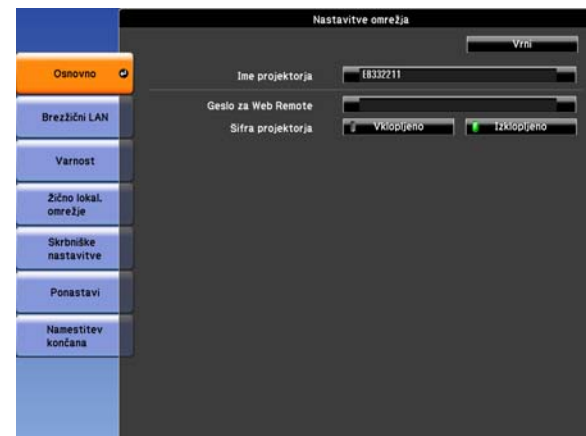 Nastavitve omrežja
Vrni
Osnovno
Ime projektorja
EB332211
Geslo za Web Remote
Brezžični LAN
Sifra projektorja
Vklopljeno
Izklopljeno
Varnost
Žično lokal.
omrežje
Skrbniške
nastavitve
Ponastavi
Namestitev
končana